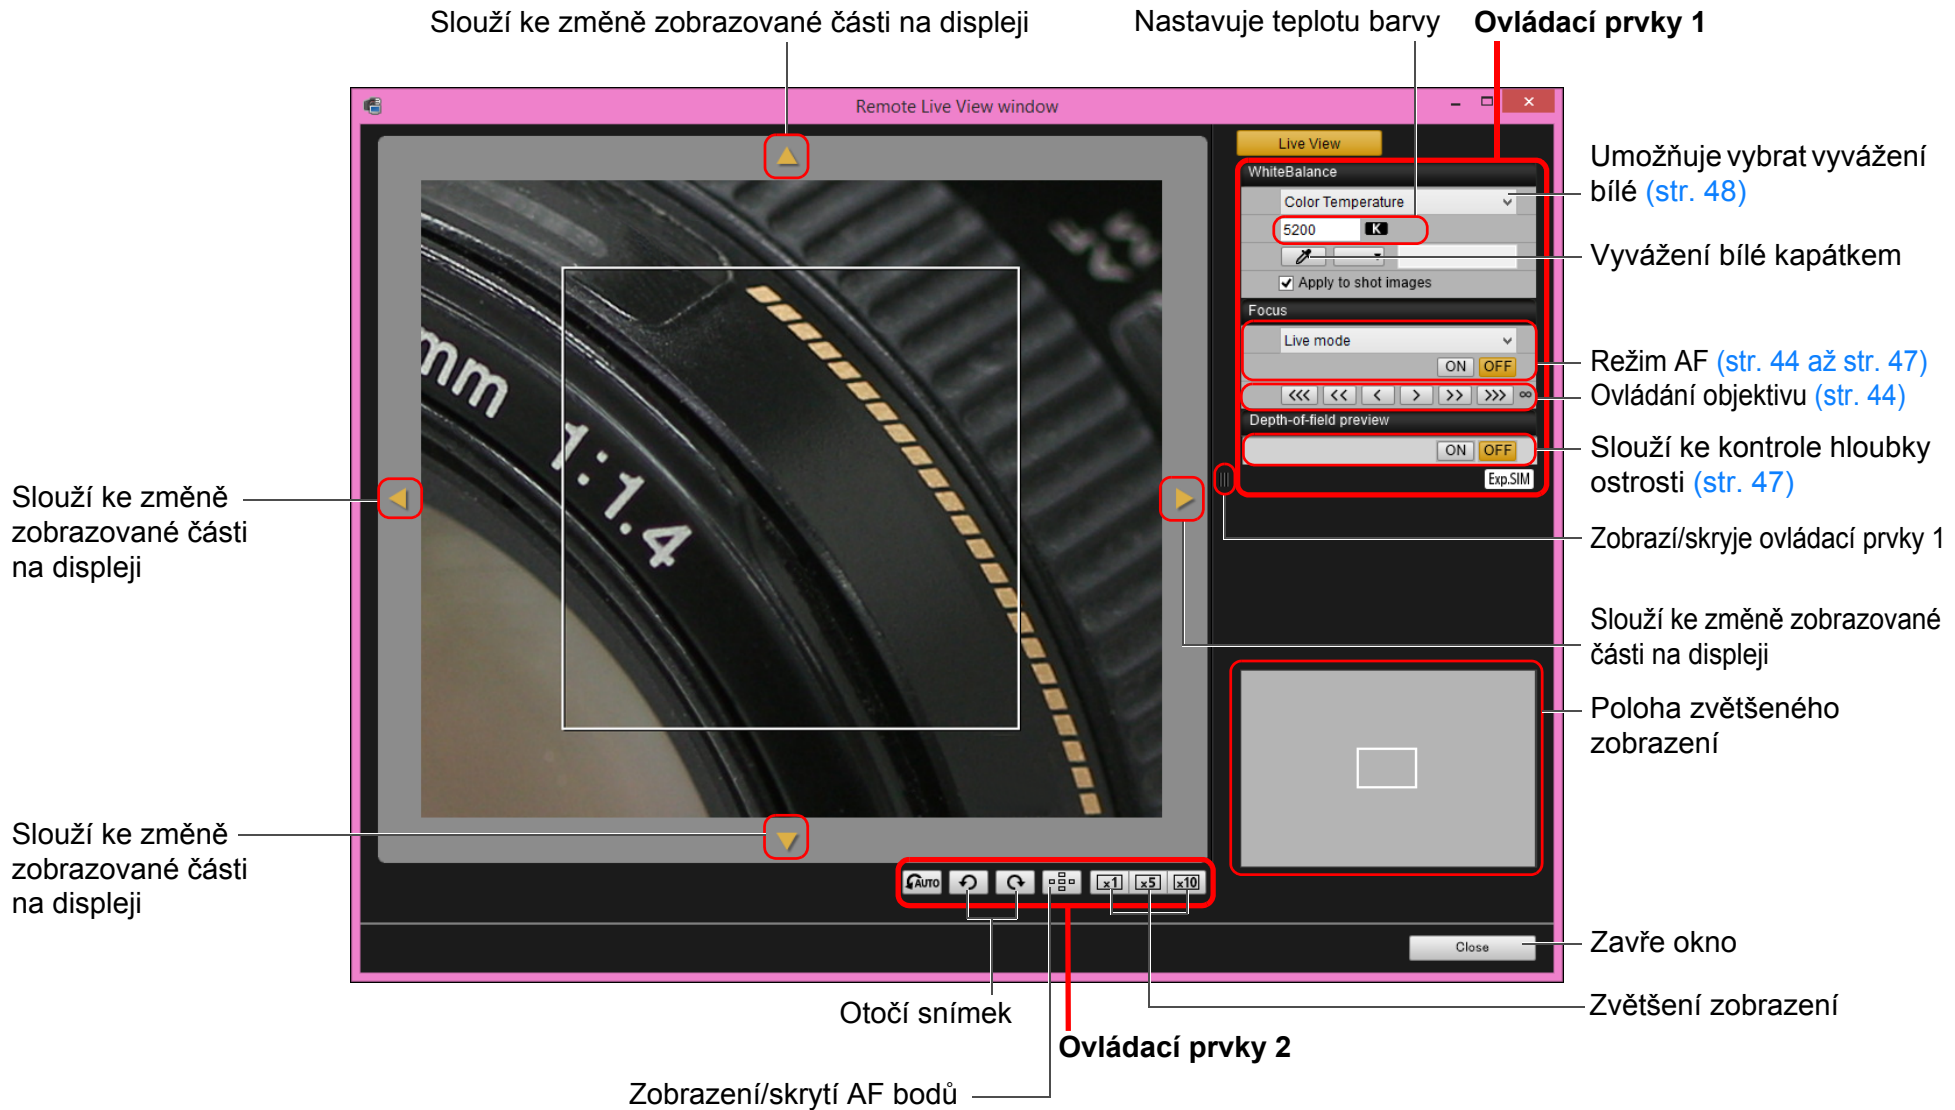 Slouží ke změně zobrazované části na displeji
Nastavuje teplotu barvy
Ovládací prvky 1
Remote Live View window
Live View
WhiteBalance
Color Temperature
5200 K
Apply to shot images
Focus
Live mode
ON OFF
<<< << < > >> >>> ∞
Depth-of-field preview
ON OFF
Exp.SIM
mm 1:1.4
Umožňuje vybrat vyvážení
bílé (str. 48)
Vyvážení bílé kapátkem
Režim AF (str. 44 až str. 47)
Ovládání objektivu (str. 44)
Slouží ke kontrole hloubky
ostrosti (str. 47)
Zobrazí/skryje ovládací prvky 1
Slouží ke změně
zobrazované části
na displeji
Slouží ke změně zobrazované
části na displeji
Poloha zvětšeného
zobrazení
Slouží ke změně
zobrazované části
na displeji
AUTO x1 x5 x10
Close
Zavře okno
Otočí snímek
Zvětšení zobrazení
Ovládací prvky 2
Zobrazení/skrytí AF bodů